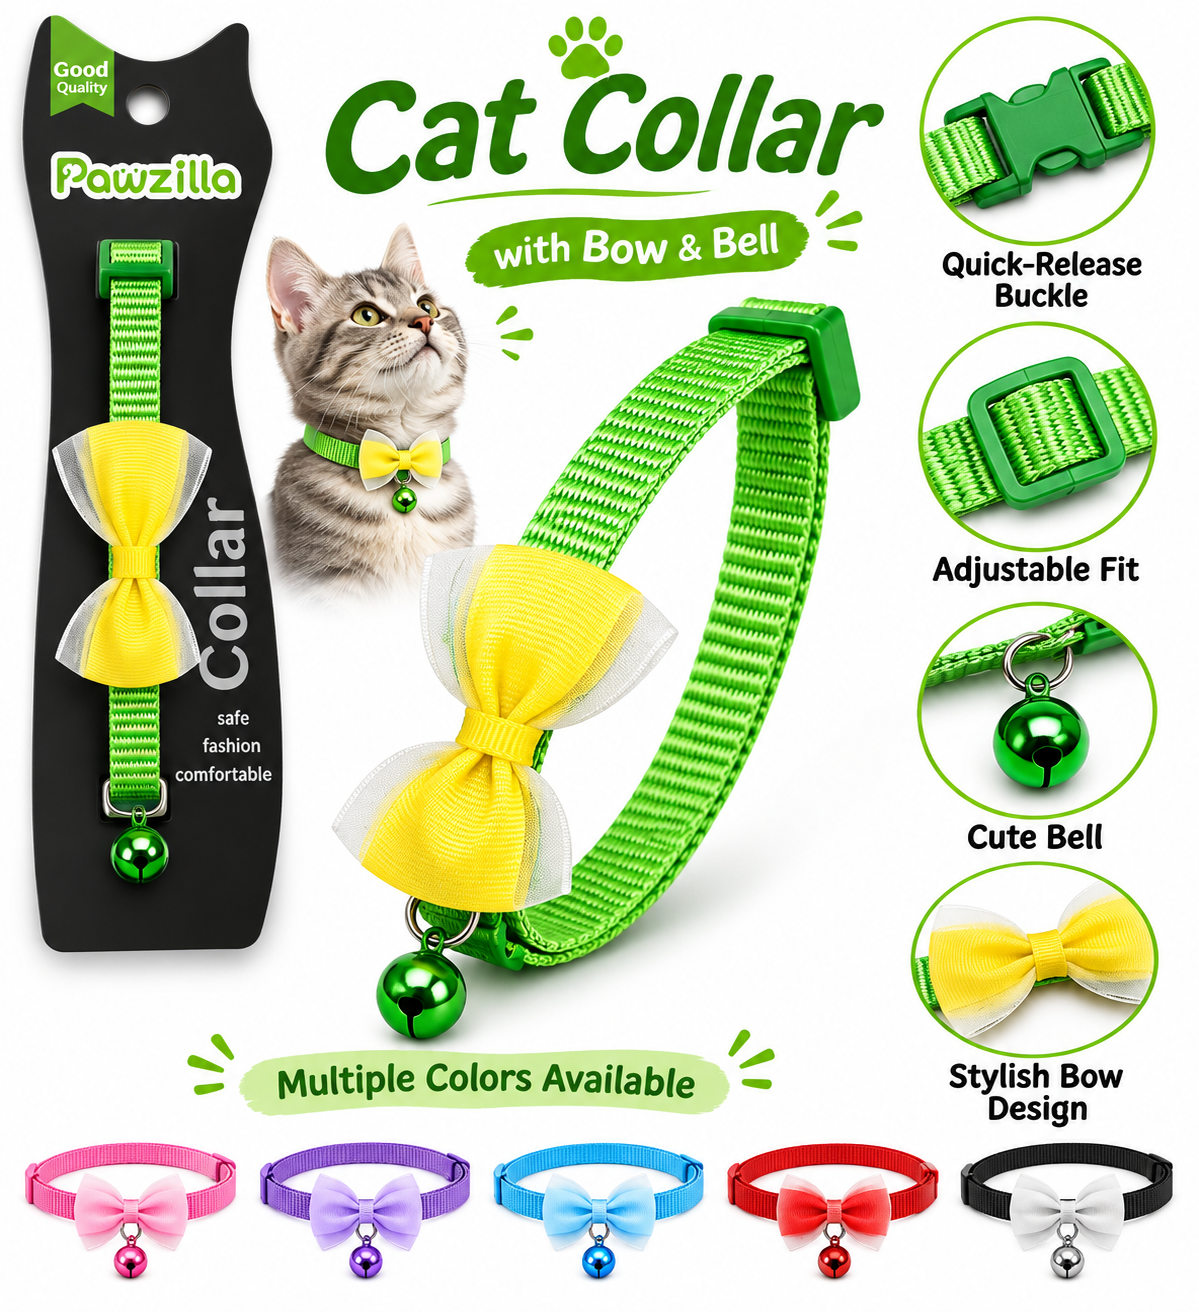 Good
Quality
Pawzilla
Collar
safe
fashion
comfortable
Cat Collar
with Bow & Bell
Quick-Release
Buckle
Adjustable Fit
Cute Bell
Stylish Bow
Design
Multiple Colors Available